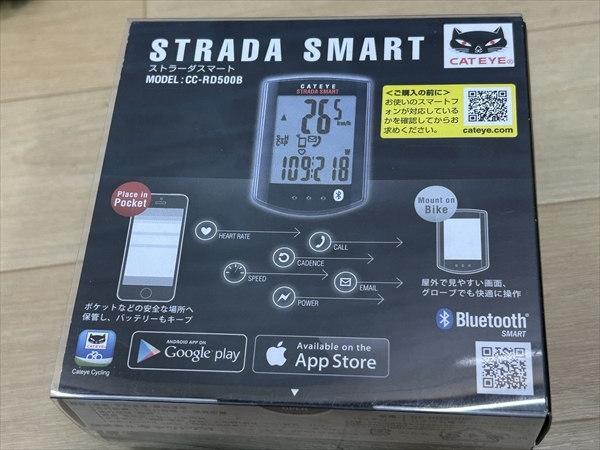 STRADA SMART
ストラーダスマート
MODEL:CC-RD500B
CATEYE®
<ご購入の前に>
お使いのスマートフ
ォンが対応している
かを確認してからお
求めください。
cateye.com
CATEYE
STRADA SMART
26.5
km/h
109:218
W
Place in
Pocket
Mount on
Bike
HEART RATE
CALL
CADENCE
SPEED
EMAIL
POWER
ポケットなどの安全な場所へ
保管し、バッテリーもキープ
屋外で見やすい画面、
グローブでも快適に操作
Bluetooth®
SMART
CATEYE
Cateye Cycling
ANDROID APP ON
Google play
Available on the
App Store